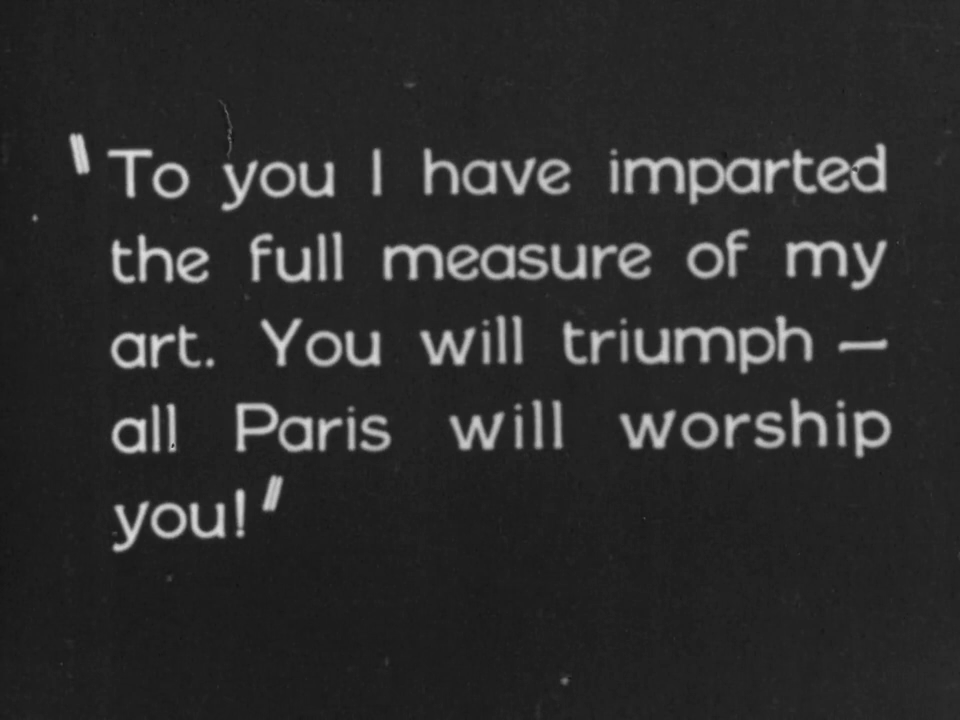 "To you I have imparted
the full measure of my
art. You will triumph —
all Paris will worship
you!"